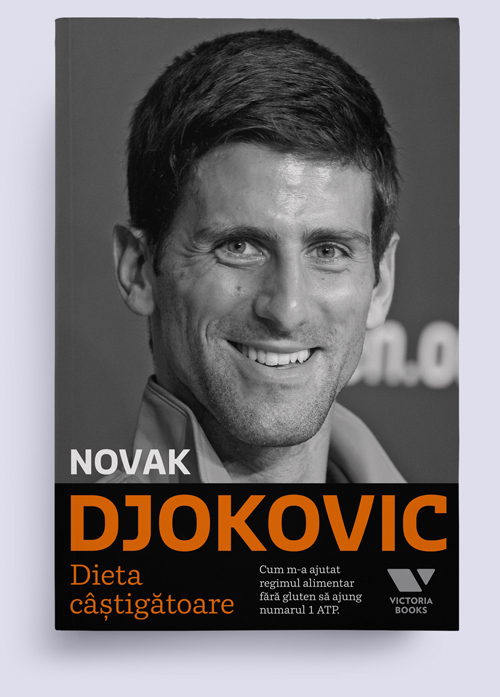 n.o
NOVAK
DJOKOVIC
Dieta
câștigătoare
Cum m-a ajutat
regimul alimentar
fără gluten să ajung
numarul 1 ATP.
VICTORIA
BOOKS